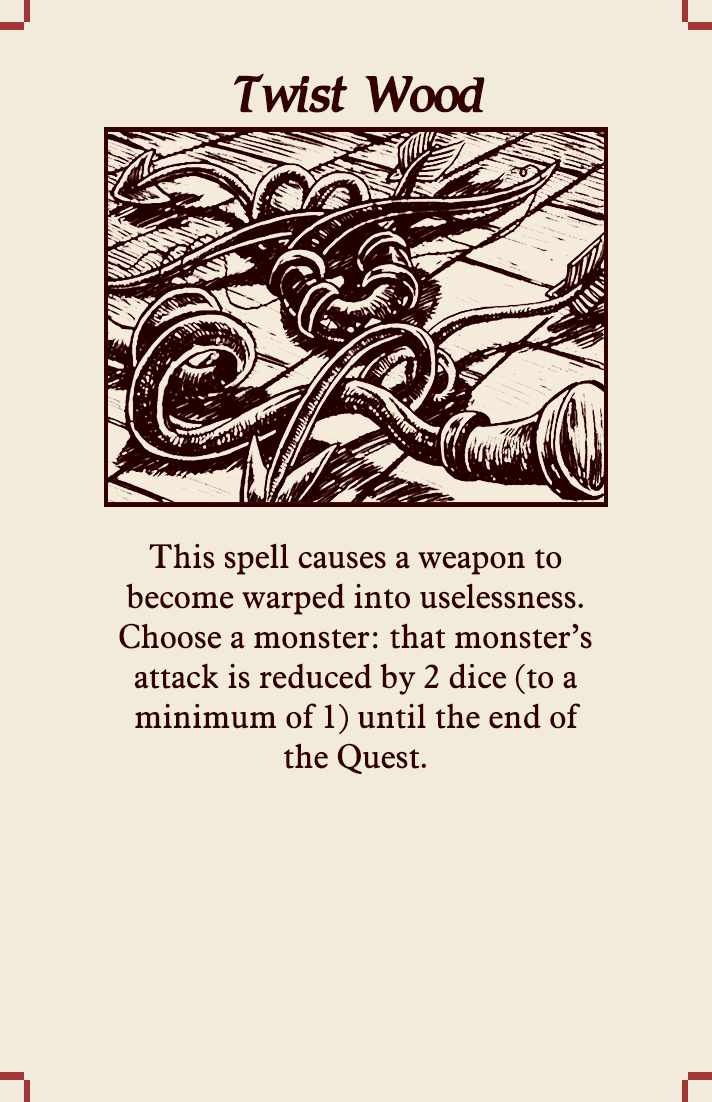 Twist Wood
This spell causes a weapon to
become warped into uselessness.
Choose a monster: that monster’s
attack is reduced by 2 dice (to a
minimum of 1) until the end of
the Quest.